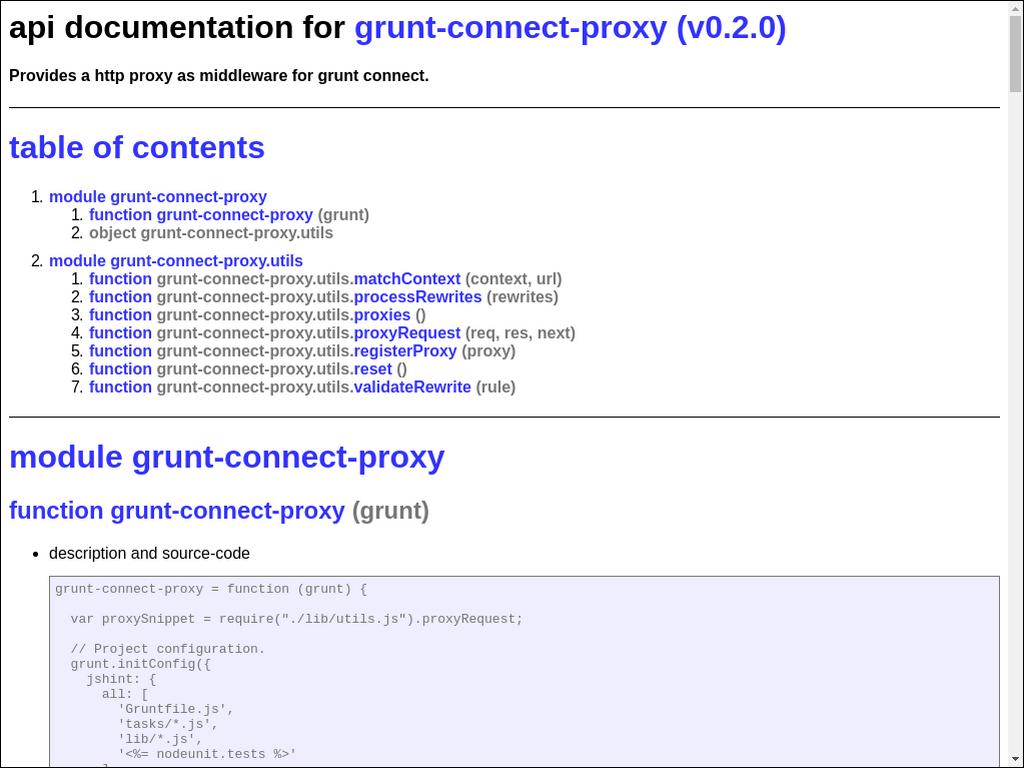 api documentation for grunt-connect-proxy (v0.2.0)
Provides a http proxy as middleware for grunt connect.
table of contents
1. module grunt-connect-proxy
1. function grunt-connect-proxy (grunt)
2. object grunt-connect-proxy.utils
2. module grunt-connect-proxy.utils
1. function grunt-connect-proxy.utils.matchContext (context, url)
2. function grunt-connect-proxy.utils.processRewrites (rewrites)
3. function grunt-connect-proxy.utils.proxies ()
4. function grunt-connect-proxy.utils.proxyRequest (req, res, next)
5. function grunt-connect-proxy.utils.registerProxy (proxy)
6. function grunt-connect-proxy.utils.reset ()
7. function grunt-connect-proxy.utils.validateRewrite (rule)
module grunt-connect-proxy
function grunt-connect-proxy (grunt)
• description and source-code
grunt-connect-proxy = function (grunt) {
var proxySnippet = require("./lib/utils.js").proxyRequest;
// Project configuration.
grunt.initConfig({
jshint: {
all: [
'Gruntfile.js',
'tasks/*.js',
'lib/*.js',
'<%= nodeunit.tests %>'